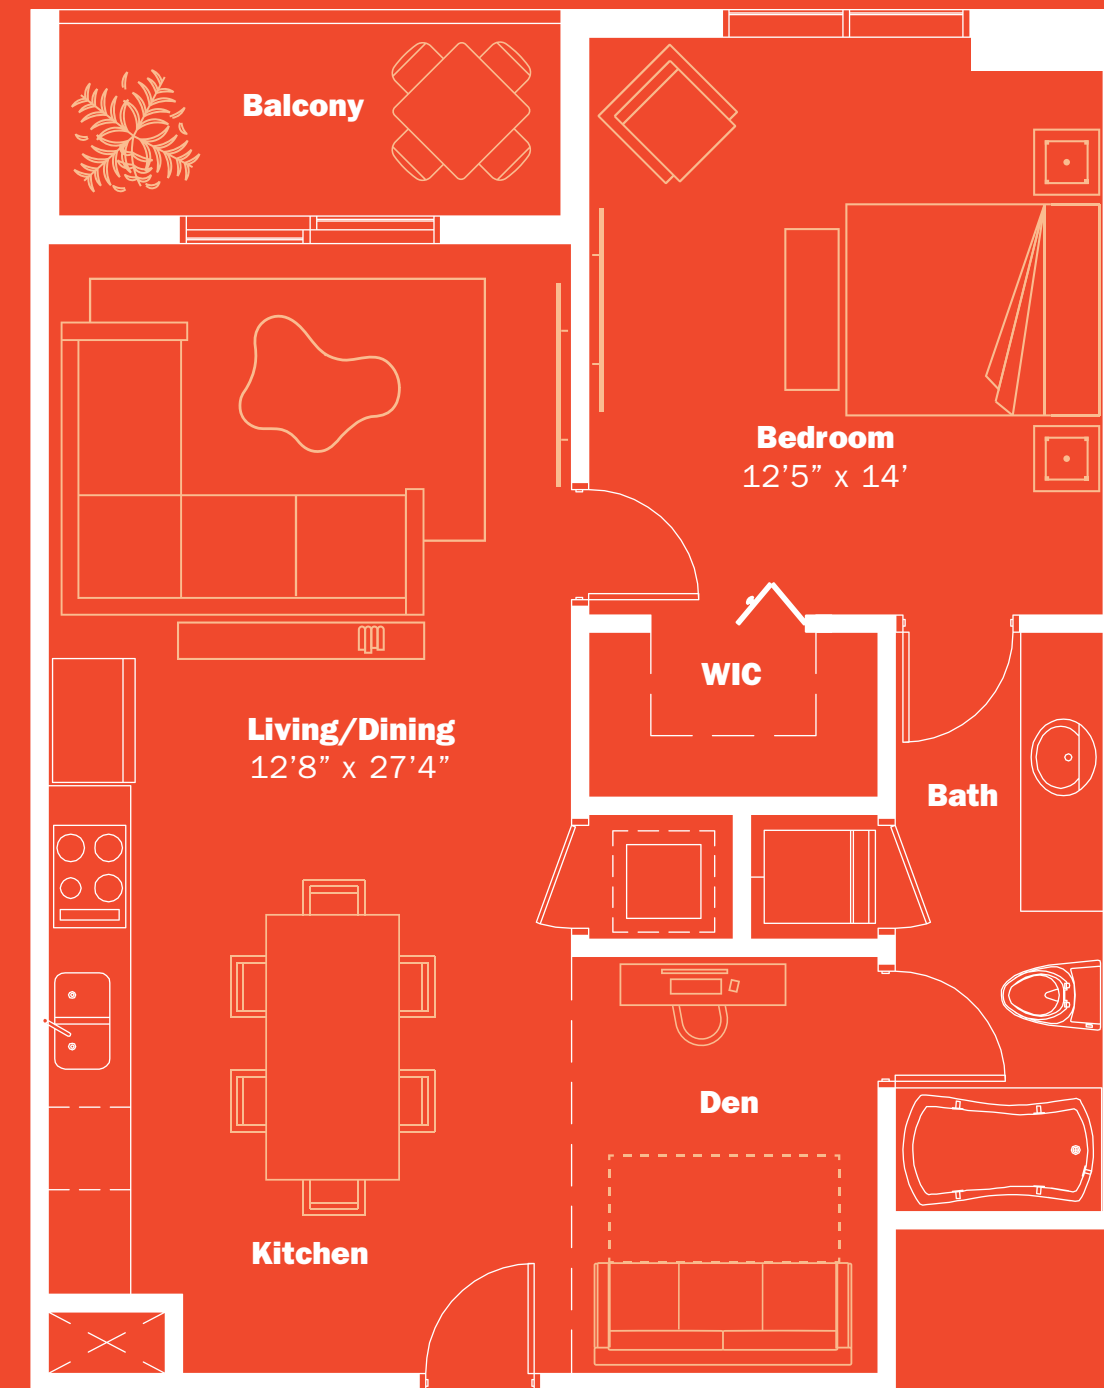 Balcony
Bedroom
12’5” x 14’
WIC
Living/Dining
12’8” x 27’4”
Bath
Den
Kitchen